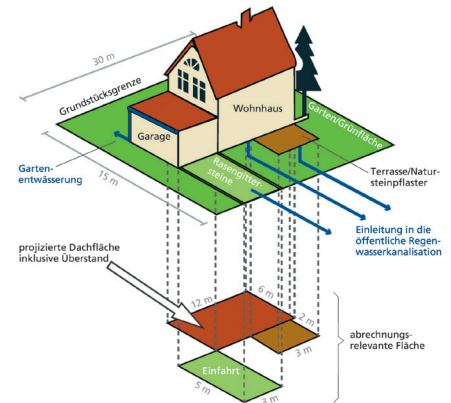 30 m
Grundstücksgrenze
Wohnhaus
Garten/Grünfläche
Garage
Garten-
entwässerung
15 m
Rasengitter-
steine
Terrasse/Natur-
steinpflaster
Einleitung in die
öffentliche Regen-
wasserkanalisation
projizierte Dachfläche
inklusive Überstand
12 m
6 m
2 m
3 m
abrechnungs-
relevante Fläche
Einfahrt
5 m
3 m